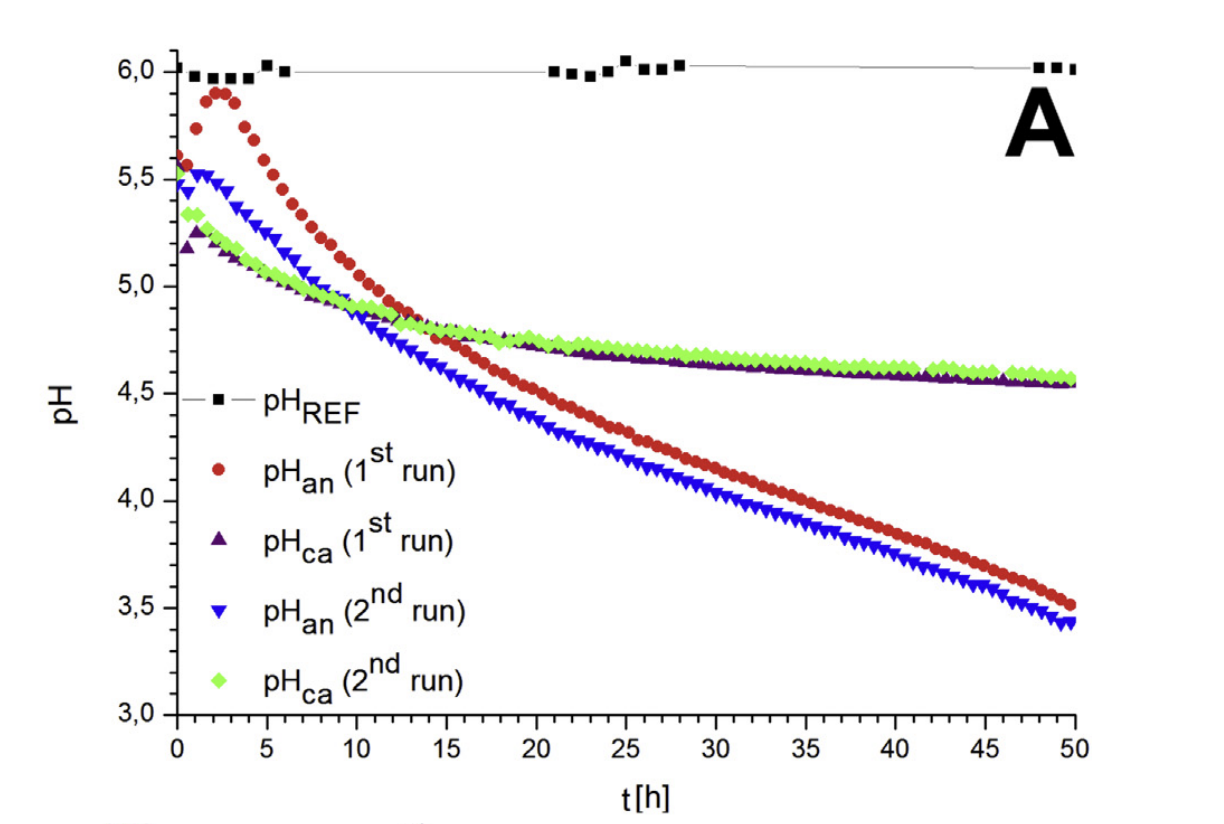 A
6,0
5,5
5,0
4,5
4,0
3,5
3,0
pH
pHREF
pHan (1st run)
pHca (1st run)
pHan (2nd run)
pHca (2nd run)
0 5 10 15 20 25 30 35 40 45 50
t[h]